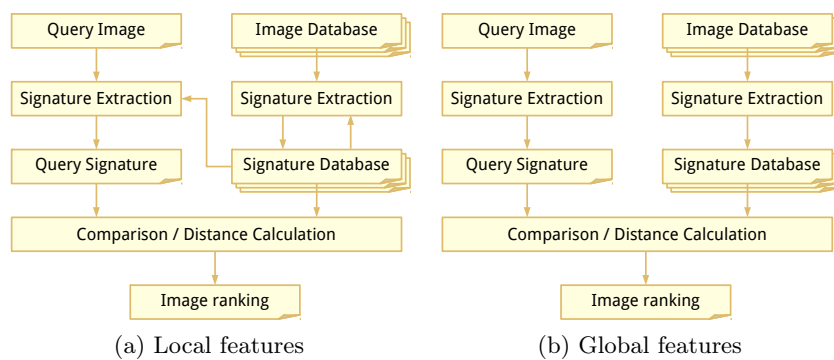 Query Image
Image Database
Signature Extraction
Signature Extraction
Query Signature
Signature Database
Comparison / Distance Calculation
Image ranking
(a) Local features
Query Image
Image Database
Signature Extraction
Signature Extraction
Query Signature
Signature Database
Comparison / Distance Calculation
Image ranking
(b) Global features